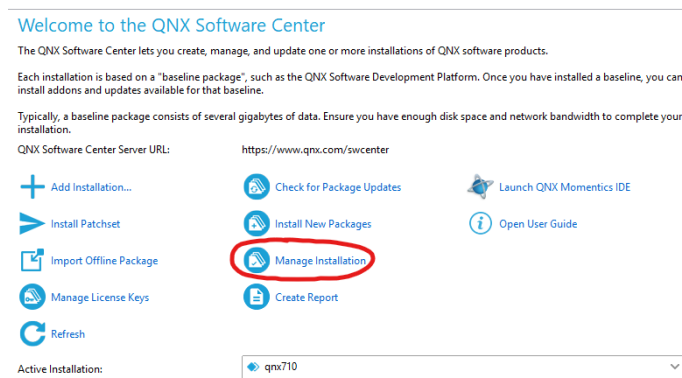 Welcome to the QNX Software Center
The QNX Software Center lets you create, manage, and update one or more installations of QNX software products.
Each installation is based on a "baseline package", such as the QNX Software Development Platform. Once you have installed a baseline, you can
install addons and updates available for that baseline.
Typically, a baseline package consists of several gigabytes of data. Ensure you have enough disk space and network bandwidth to complete your
installation.
QNX Software Center Server URL: https://www.qnx.com/swcenter
Add Installation... Check for Package Updates Launch QNX Momentics IDE
Install Patchset Install New Packages Open User Guide
Import Offline Package Manage Installation
Manage License Keys Create Report
Refresh
Active Installation: qnx710